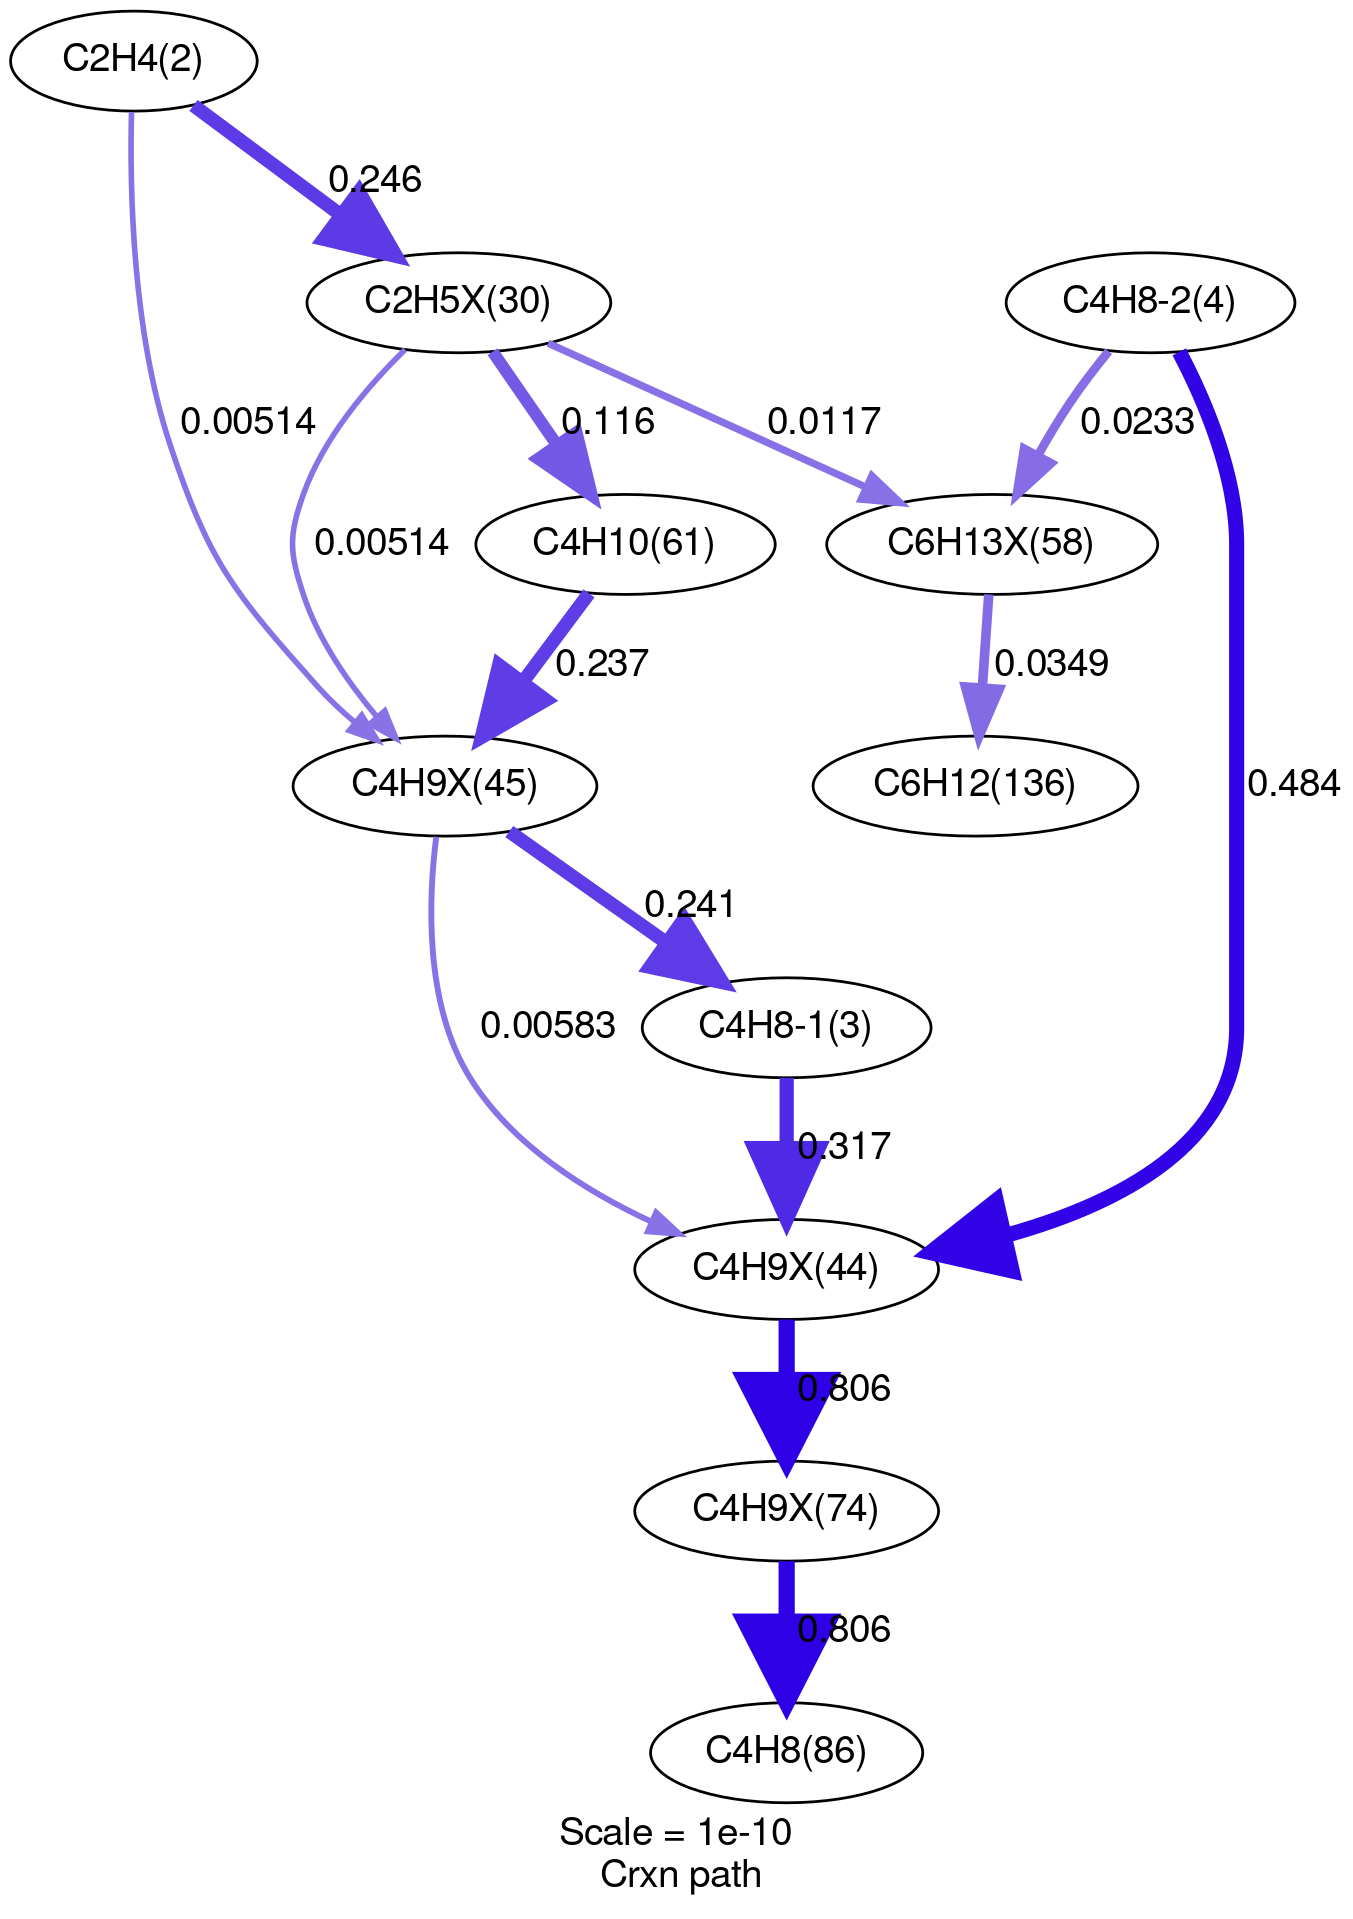 C2H4(2)
0.246
C2H5X(30)
C4H8-2(4)
0.00514
0.116
0.0117
0.0233
0.00514
C4H10(61)
C6H13X(58)
0.237
0.0349
C4H9X(45)
C6H12(136)
0.484
0.241
0.00583
C4H8-1(3)
0.317
C4H9X(44)
0.806
C4H9X(74)
0.806
C4H8(86)
Scale = 1e-10
Crxn path